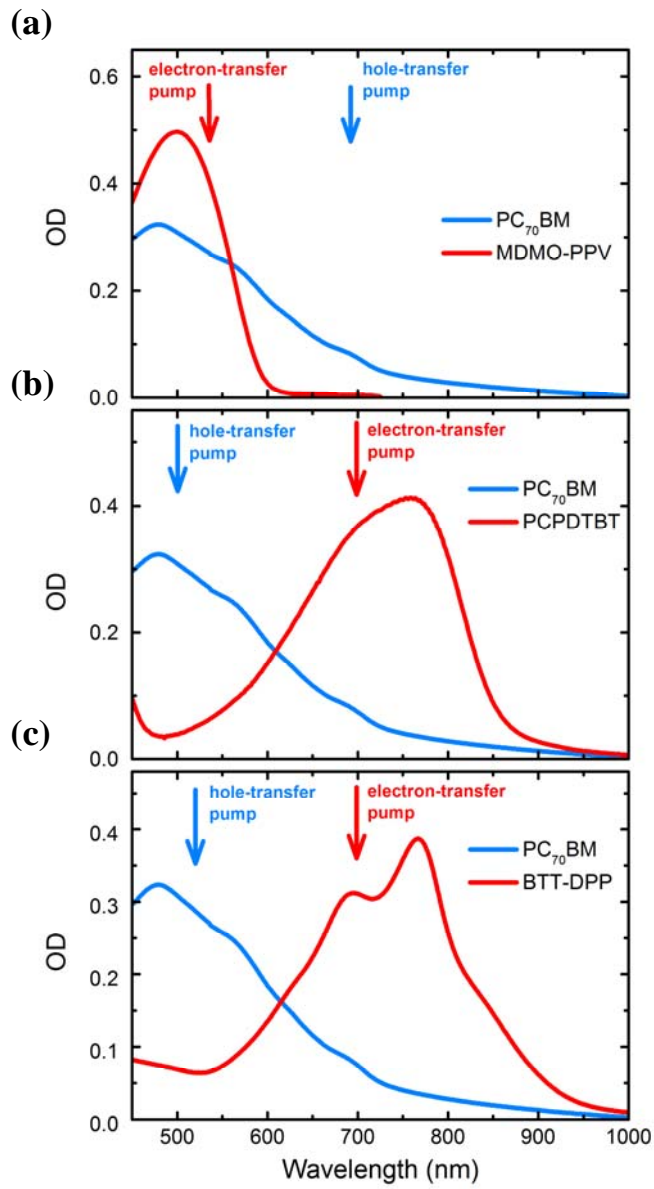 (a)
electron-transfer
pump
hole-transfer
pump
PC₇₀BM
MDMO-PPV
OD
0.6
0.4
0.2
0.0
(b)
hole-transfer
pump
electron-transfer
pump
PC₇₀BM
PCPDTBT
OD
0.4
0.2
0.0
(c)
hole-transfer
pump
electron-transfer
pump
PC₇₀BM
BTT-DPP
OD
0.4
0.3
0.2
0.1
0.0
500 600 700 800 900 1000
Wavelength (nm)